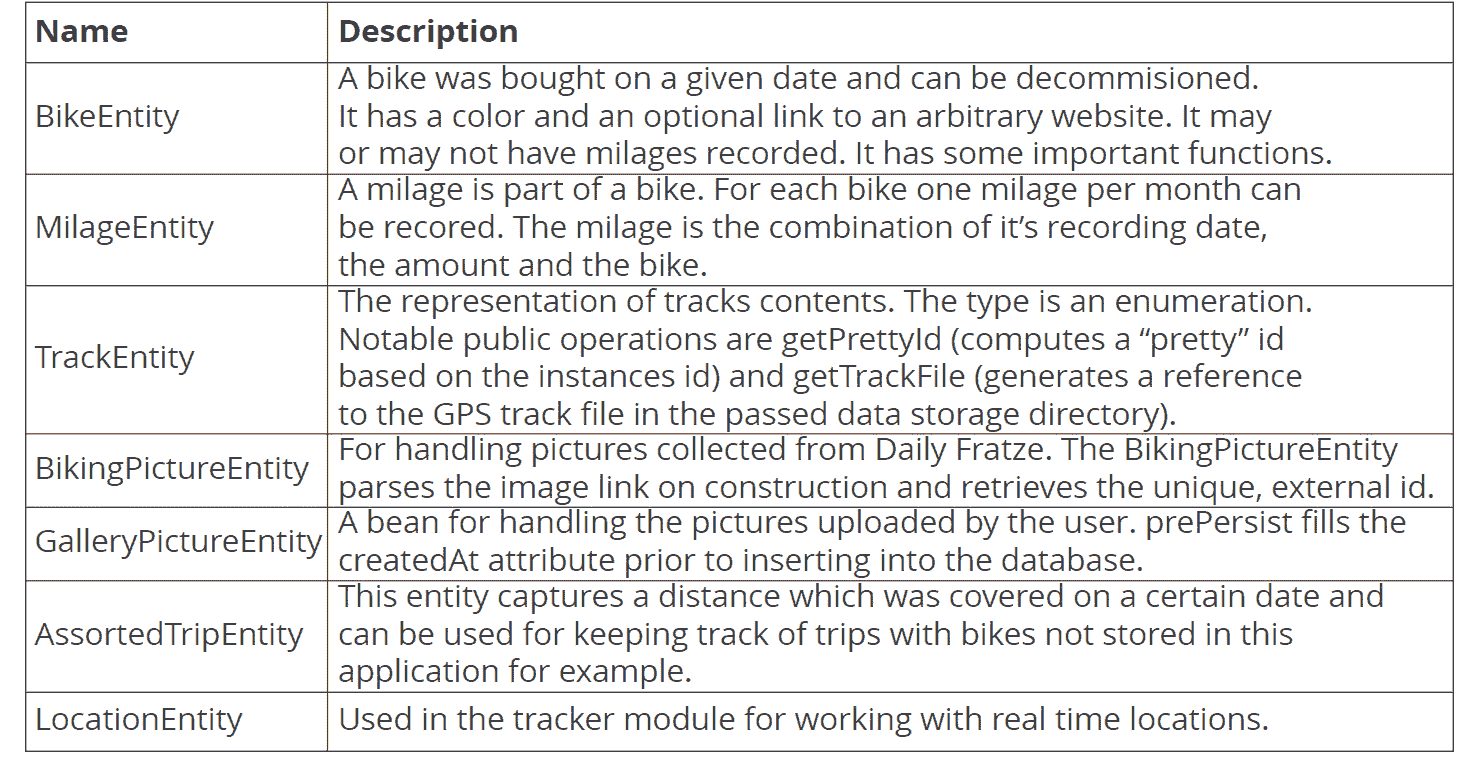 Name Description
BikeEntity
A bike was bought on a given date and can be decommisioned.
It has a color and an optional link to an arbitrary website. It may
or may not have milages recorded. It has some important functions.
MilageEntity
A milage is part of a bike. For each bike one milage per month can
be recored. The milage is the combination of it’s recording date,
the amount and the bike.
TrackEntity
The representation of tracks contents. The type is an enumeration.
Notable public operations are getPrettyId (computes a “pretty” id
based on the instances id) and getTrackFile (generates a reference
to the GPS track file in the passed data storage directory).
BikingPictureEntity
For handling pictures collected from Daily Fratze. The BikingPictureEntity
parses the image link on construction and retrieves the unique, external id.
GalleryPictureEntity
A bean for handling the pictures uploaded by the user. prePersist fills the
createdAt attribute prior to inserting into the database.
AssortedTripEntity
This entity captures a distance which was covered on a certain date and
can be used for keeping track of trips with bikes not stored in this
application for example.
LocationEntity
Used in the tracker module for working with real time locations.